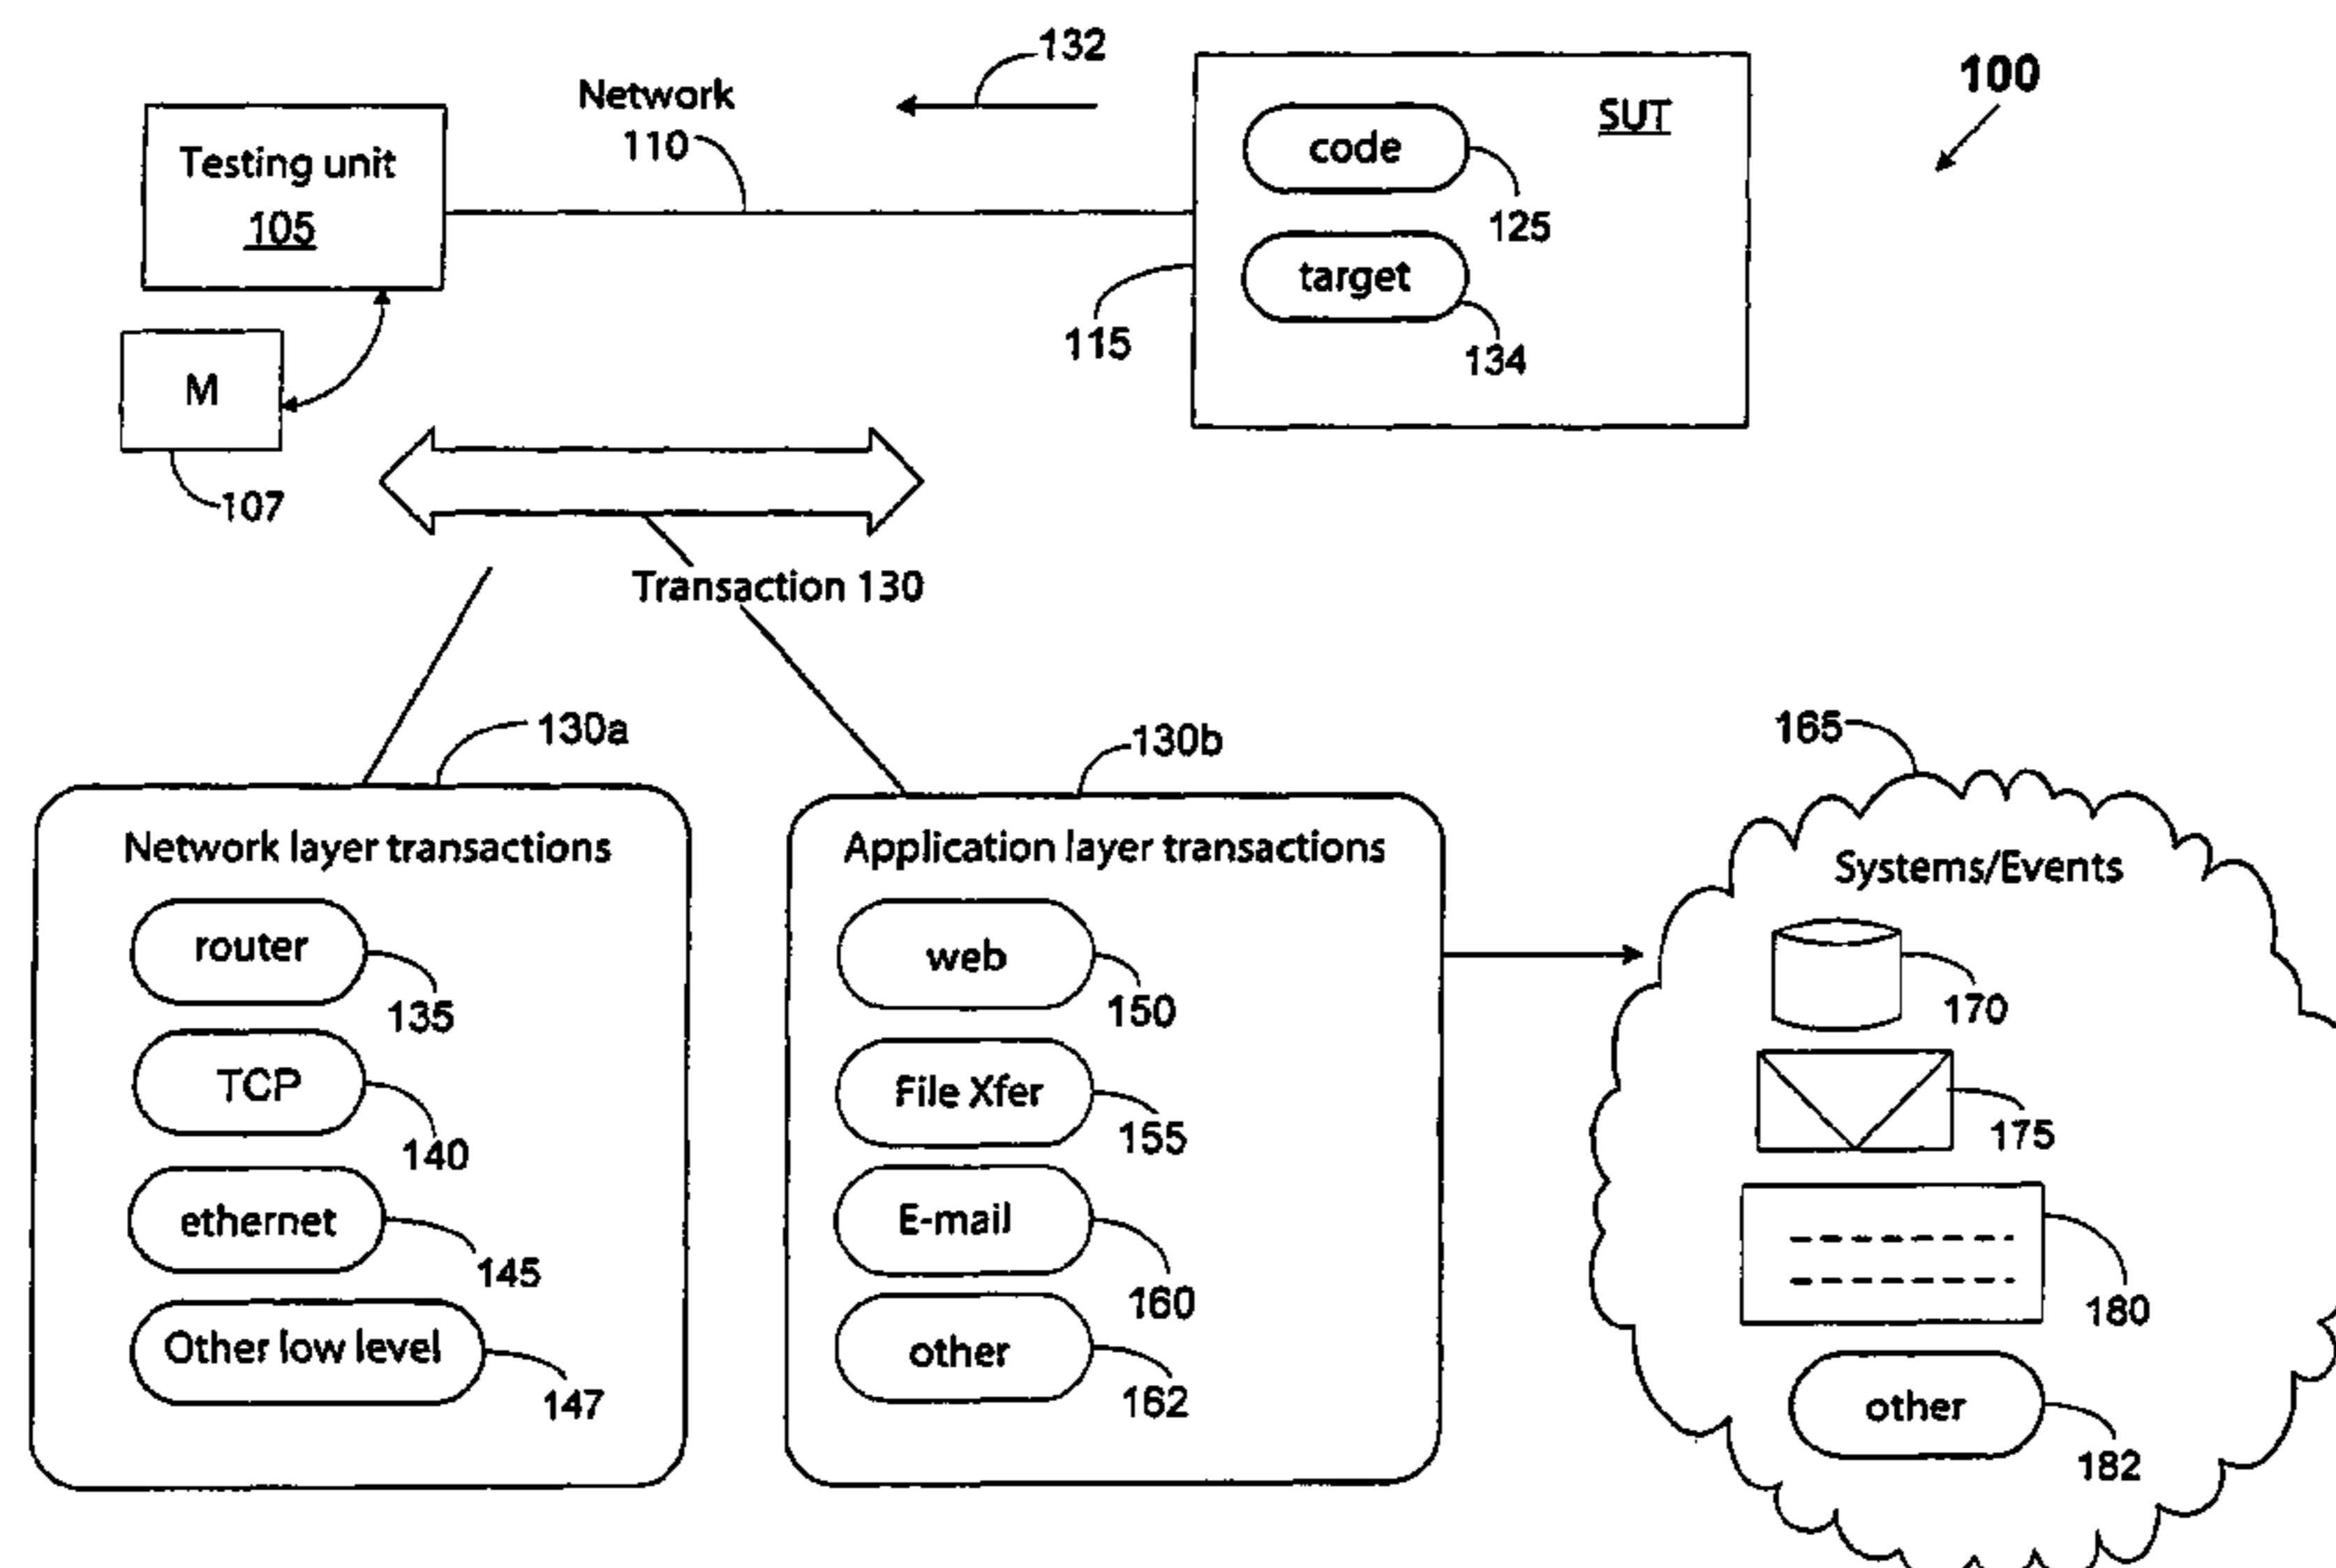 132
100
Network
110
Testing unit
105
SUT
code
125
target
134
115
M
107
Transaction 130
130a
130b
165
Network layer transactions
router
135
TCP
140
ethernet
145
Other low level
147
Application layer transactions
web
150
File Xfer
155
E-mail
160
other
162
Systems/Events
170
175
180
other
182